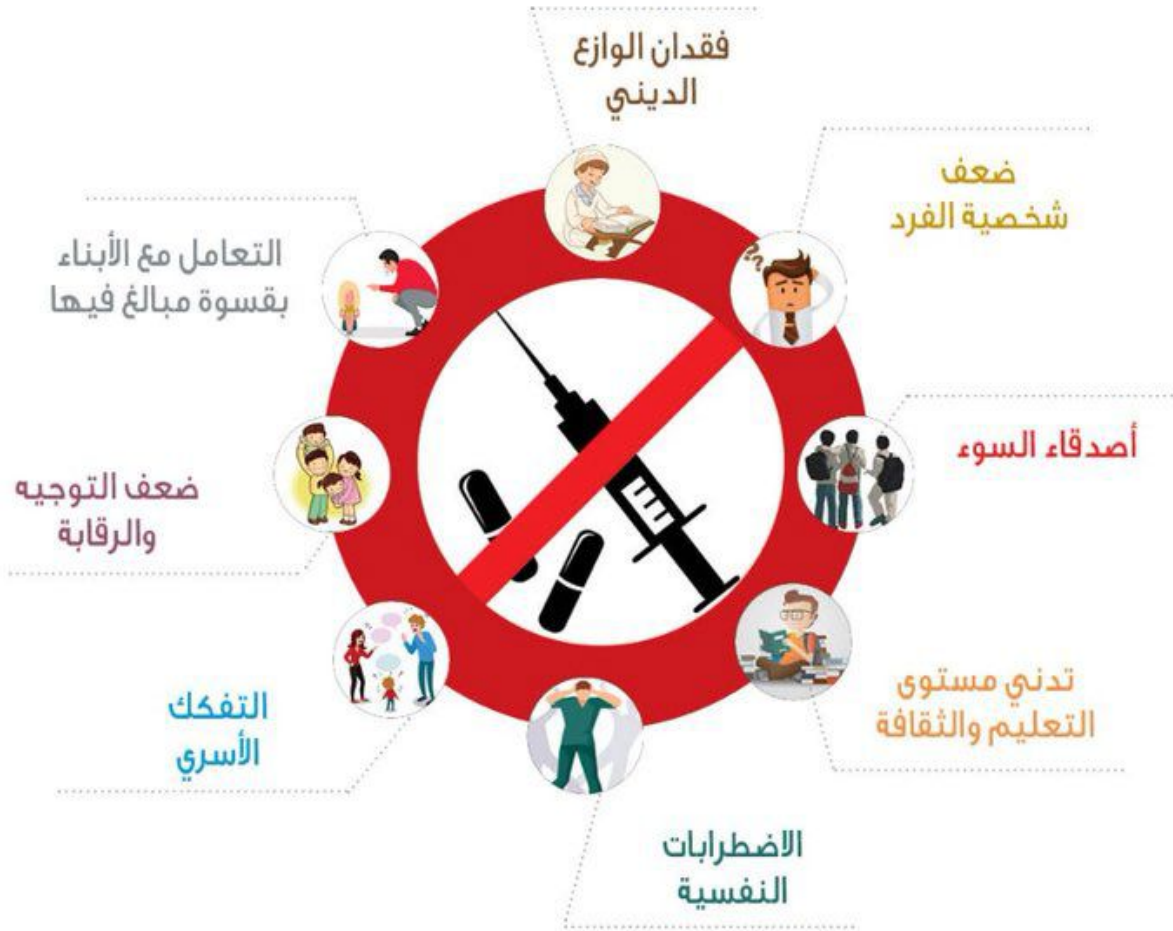 فقدان الوازع
الديني
ضعف
شخصية الفرد
أصدقاء السوء
تدني مستوى
التعليم والثقافة
الاضطرابات
النفسية
التفكك
الأسري
ضعف التوجيه
والرقابة
التعامل مع الأبناء
بقسوة مبالغ فيها